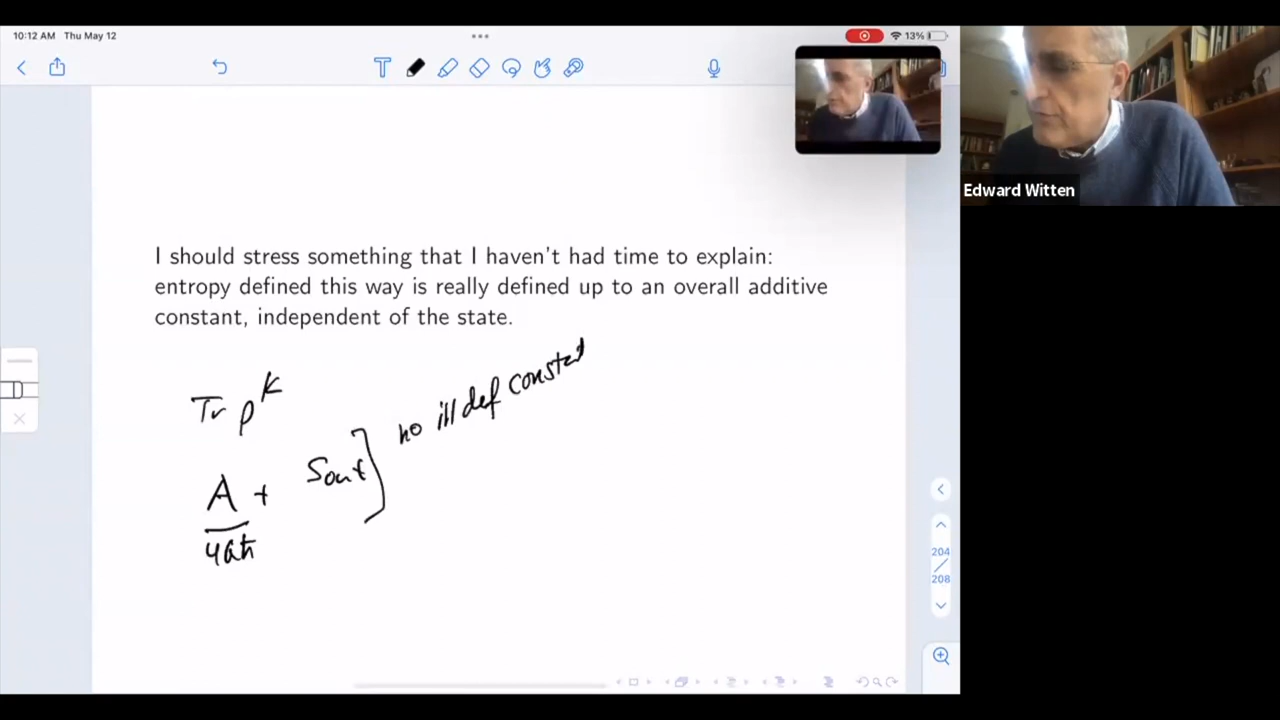 10:12 AM Thu May 12
13%
Edward Witten
I should stress something that I haven't had time to explain:
entropy defined this way is really defined up to an overall additive
constant, independent of the state.
Tr ρ^K
A/4Għ + Sout] no ill def constant
204
208